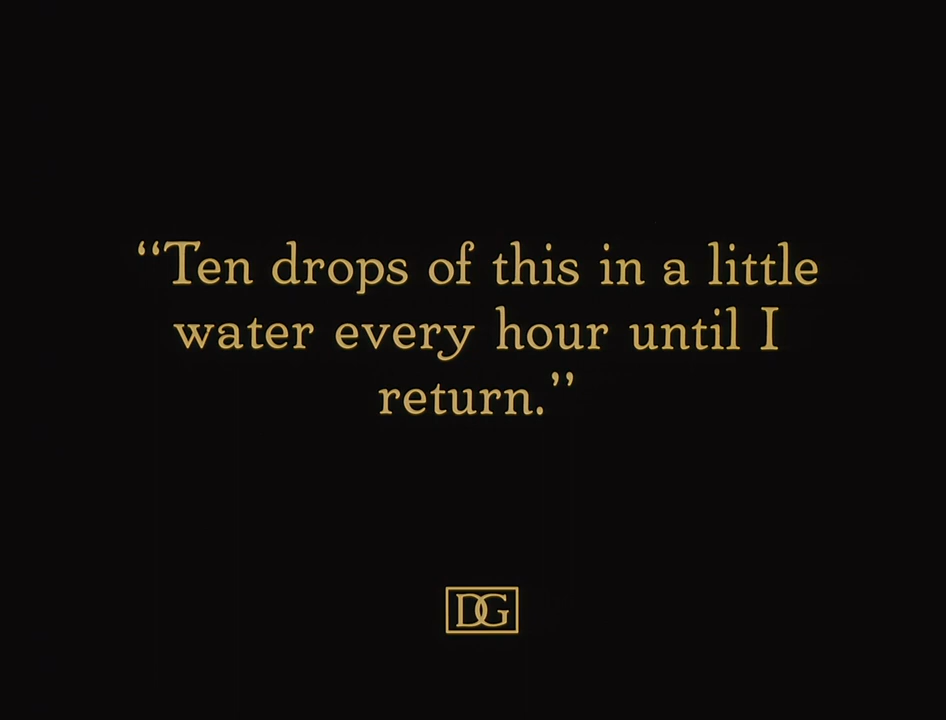 “Ten drops of this in a little
water every hour until I
return.”
DG